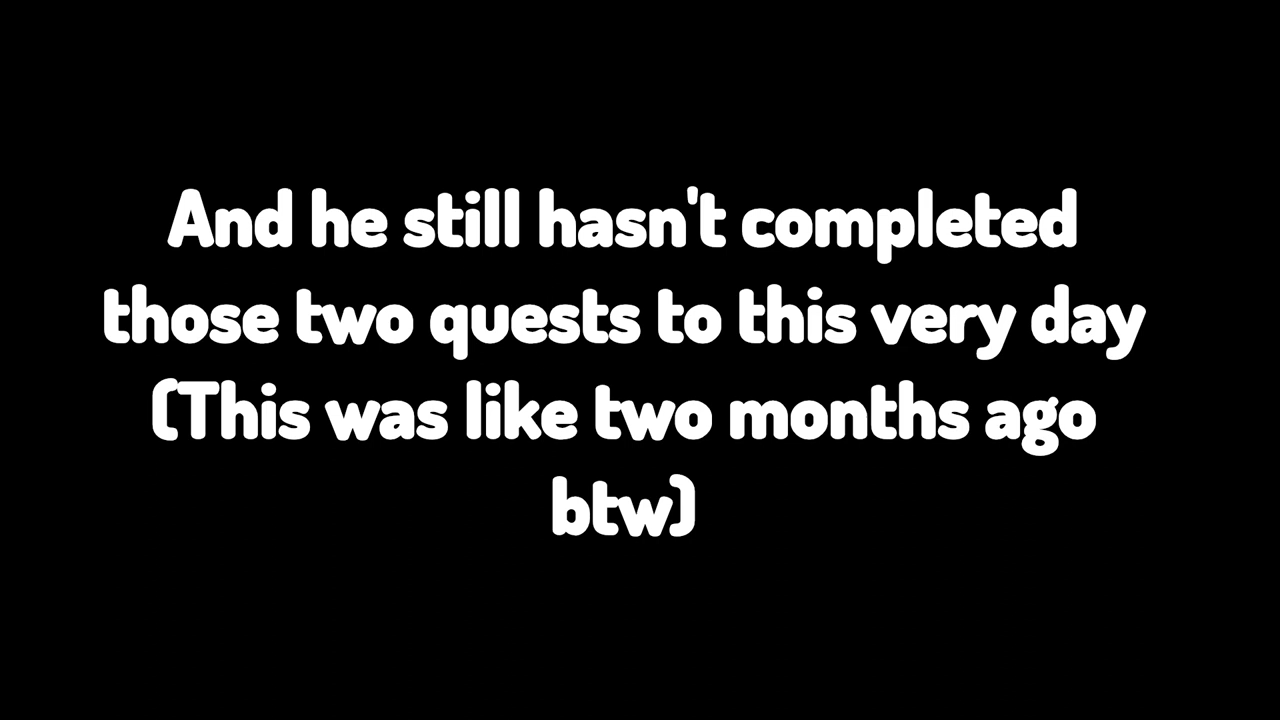 And he still hasn't completed
those two quests to this very day
(This was like two months ago
btw)